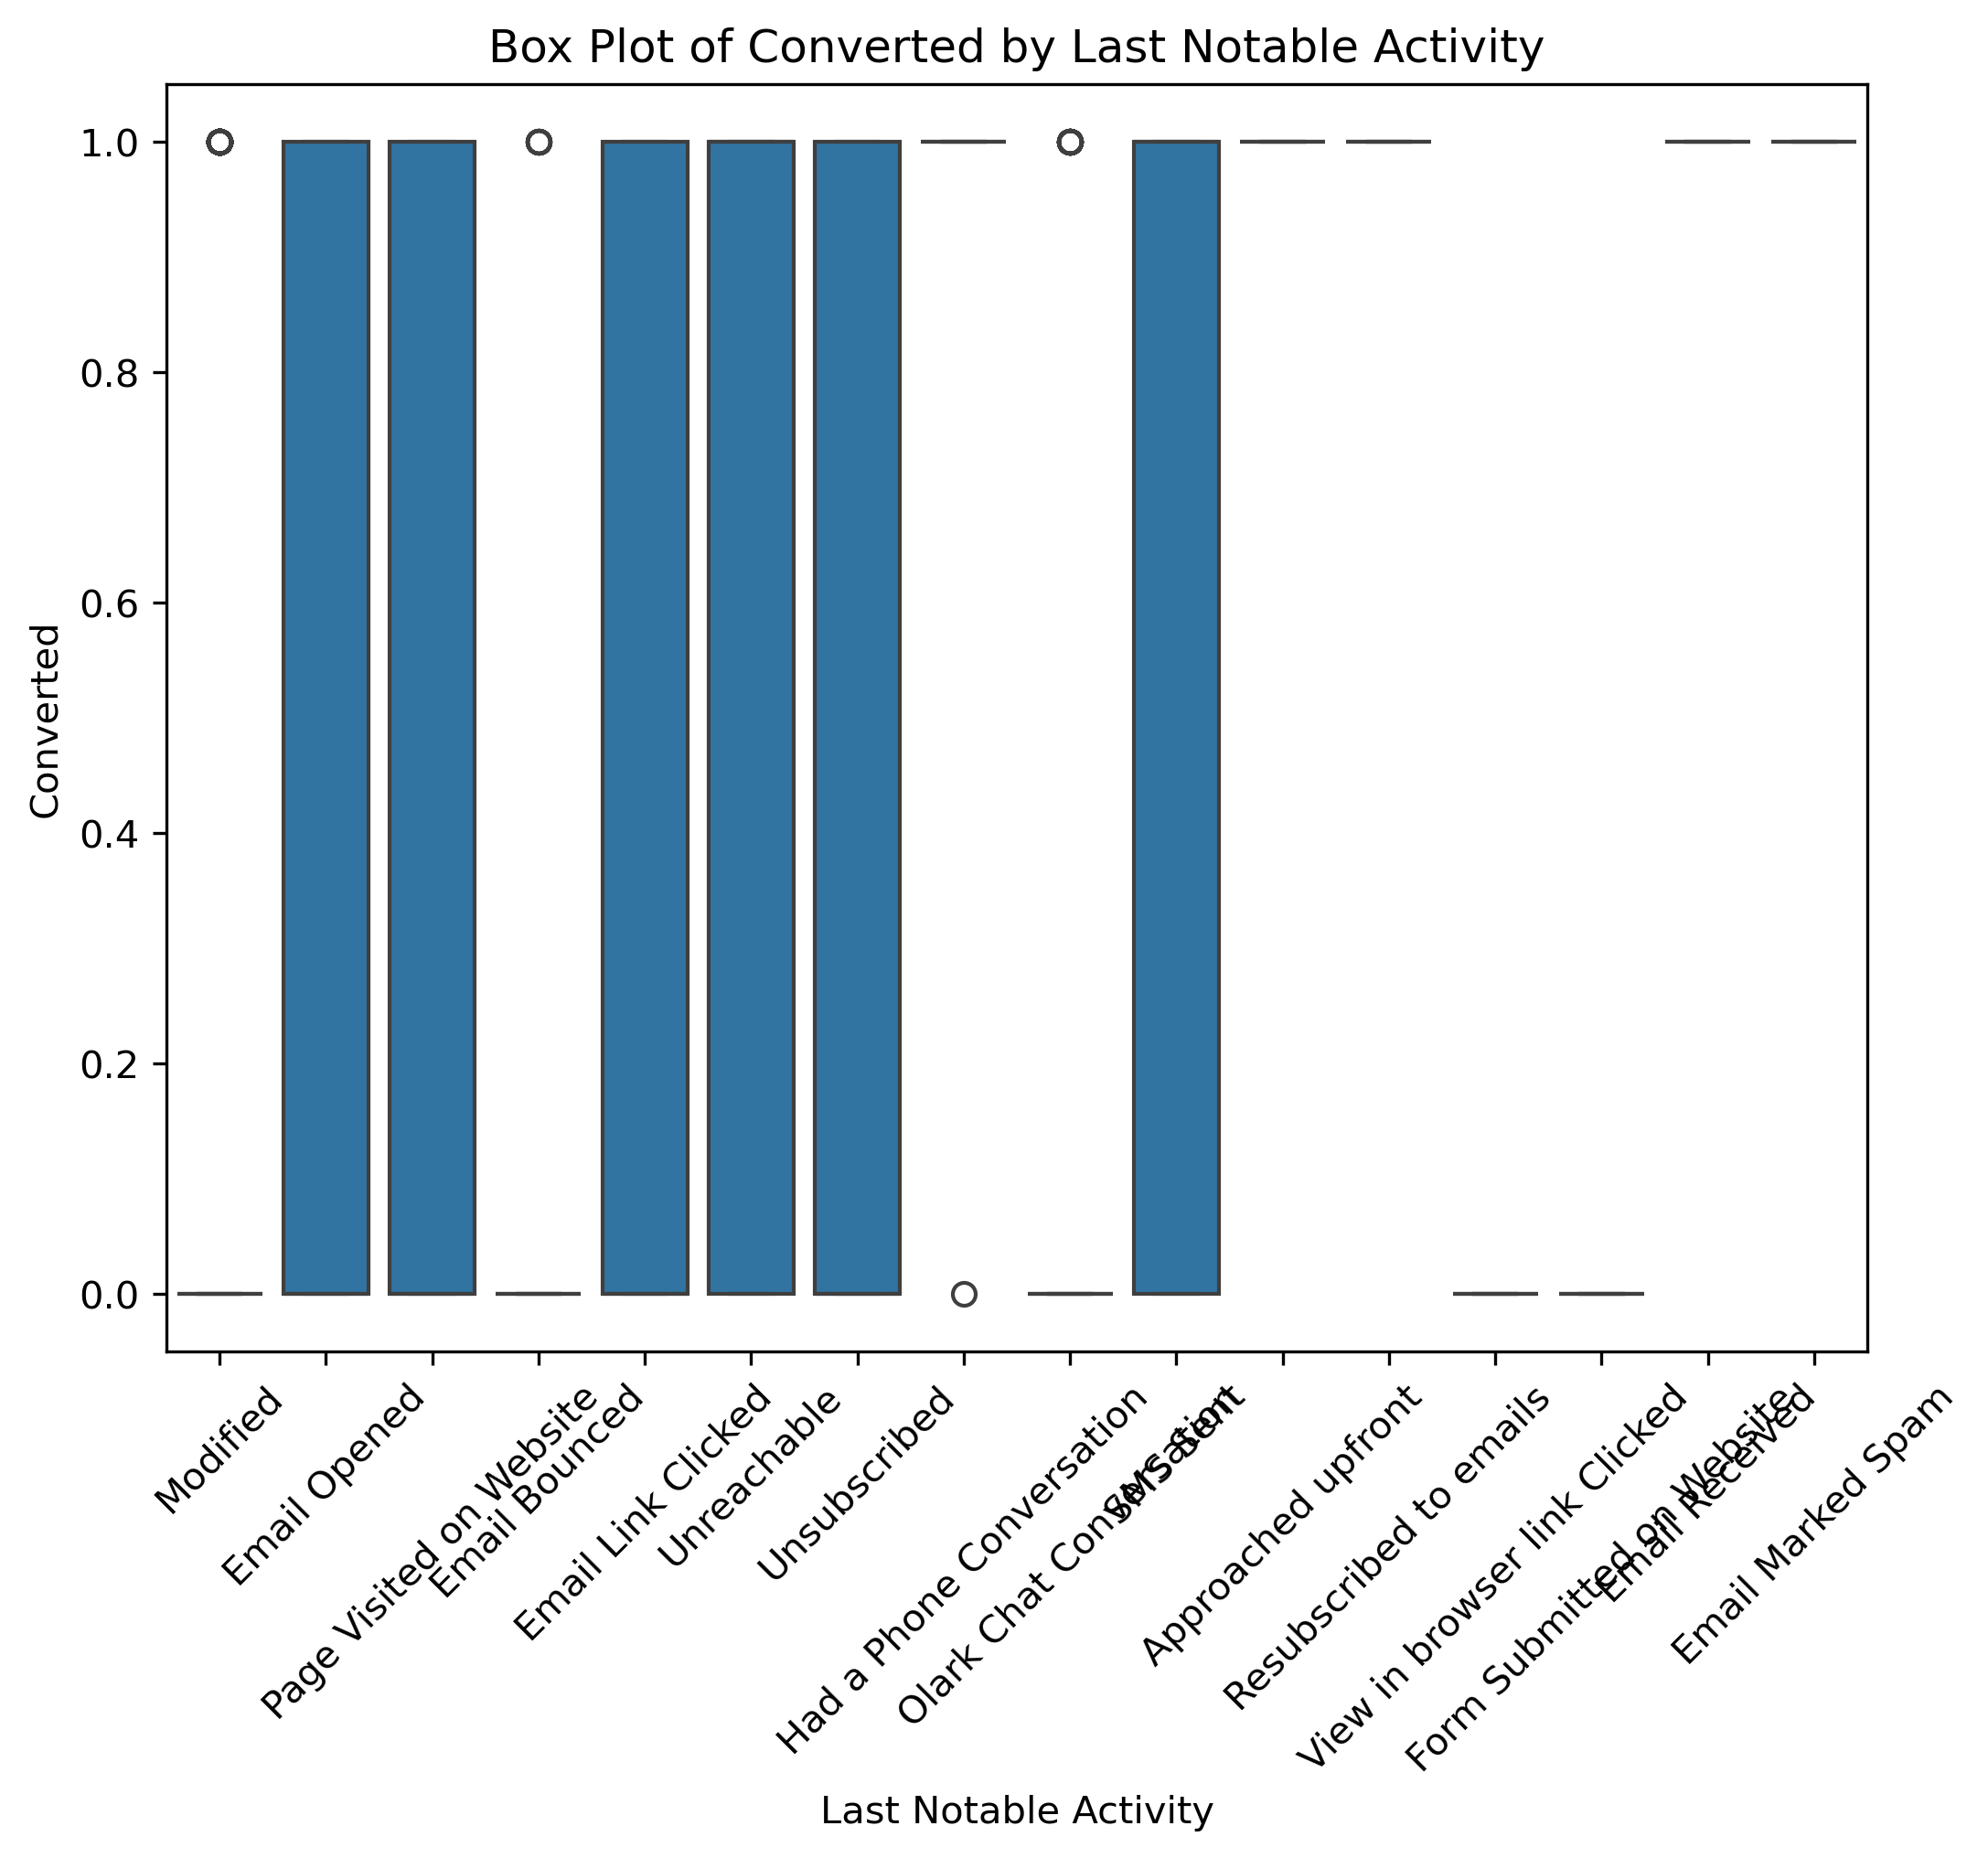 Box Plot of Converted by Last Notable Activity
1.0
0.8
0.6
0.4
0.2
0.0
Converted
Modified
Email Opened
Page Visited on Website
Email Bounced
Email Link Clicked
Unreachable
Unsubscribed
Had a Phone Conversation
Olark Chat Conversation
SMS Sent
Approached upfront
Resubscribed to emails
View in browser link Clicked
Form Submitted on Website
Email Received
Email Marked Spam
Last Notable Activity